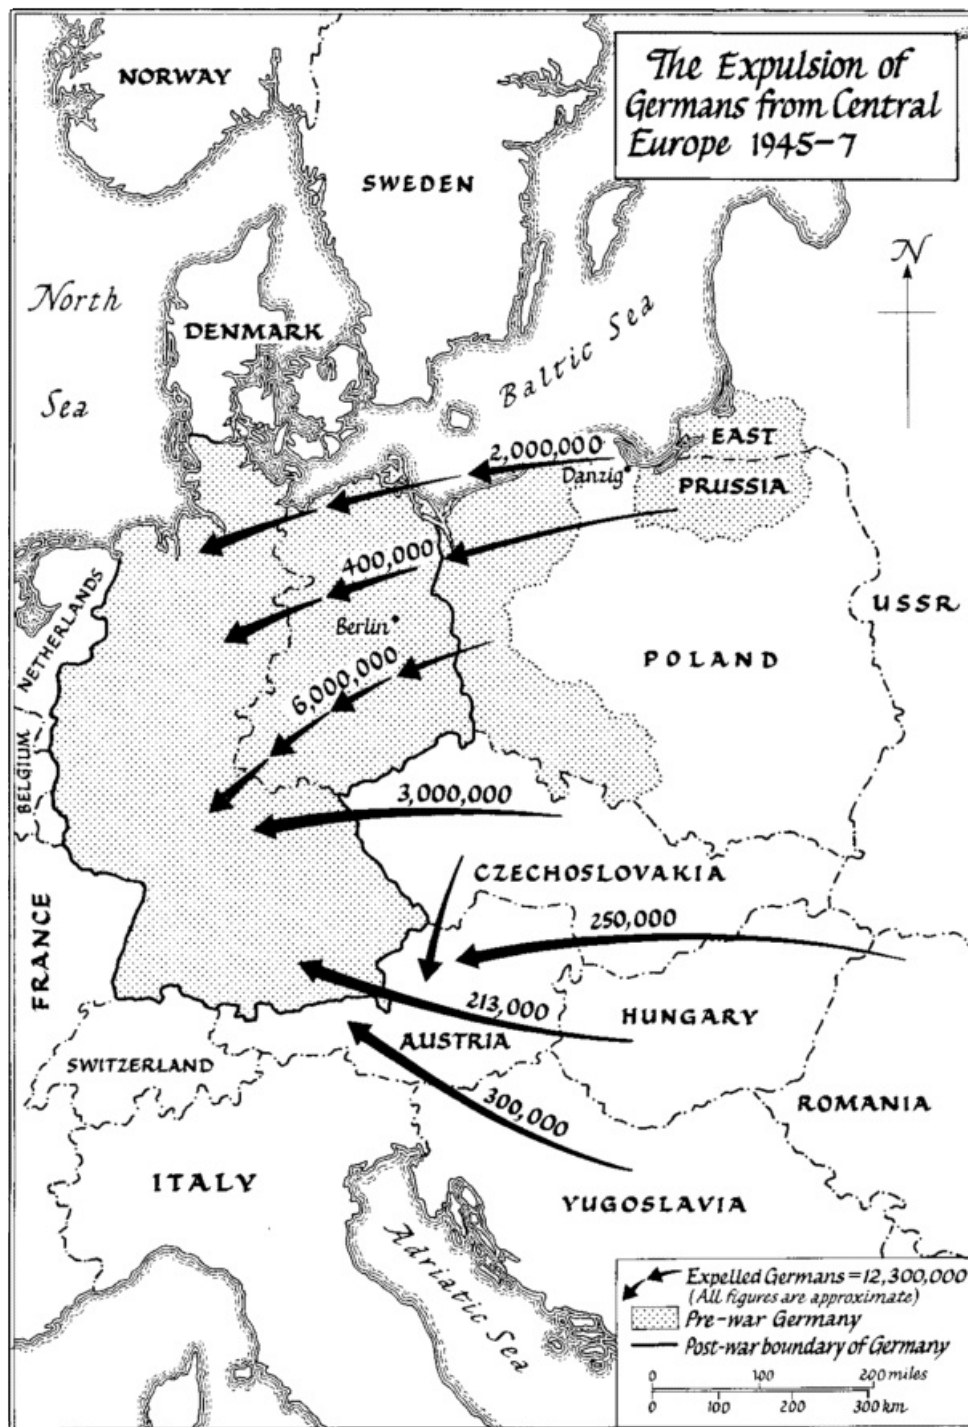 The Expulsion of
Germans from Central
Europe 1945-7
NORWAY
SWEDEN
N
North
Sea
DENMARK
Baltic Sea
EAST
PRUSSIA
2,000,000
Danzig
400,000
NETHERLANDS
USSR
Berlin
POLAND
6,000,000
BELGIUM
3,000,000
CZECHOSLOVAKIA
FRANCE
250,000
213,000
HUNGARY
AUSTRIA
SWITZERLAND
300,000
ROMANIA
ITALY
YUGOSLAVIA
Adriatic Sea
Expelled Germans = 12,300,000
(All figures are approximate)
Pre-war Germany
Post-war boundary of Germany
0 100 200 miles
0 100 200 300 km